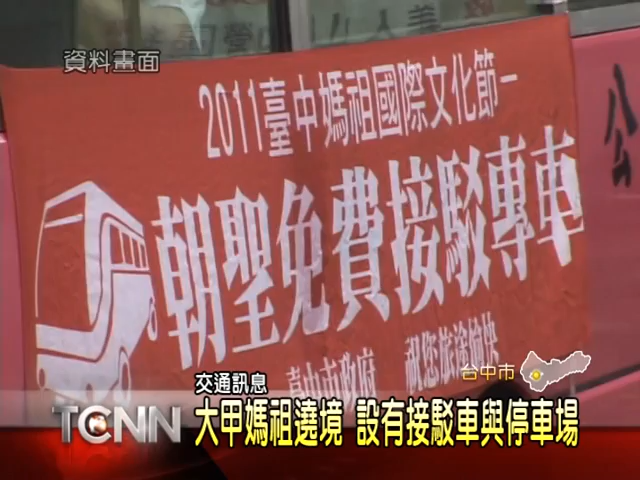 資料畫面
2011臺中媽祖國際文化節－
朝聖免費接駁專車
臺中市政府 祝您旅途愉快
公
台中市
交通訊息
TCNN
大甲媽祖遶境 設有接駁車與停車場